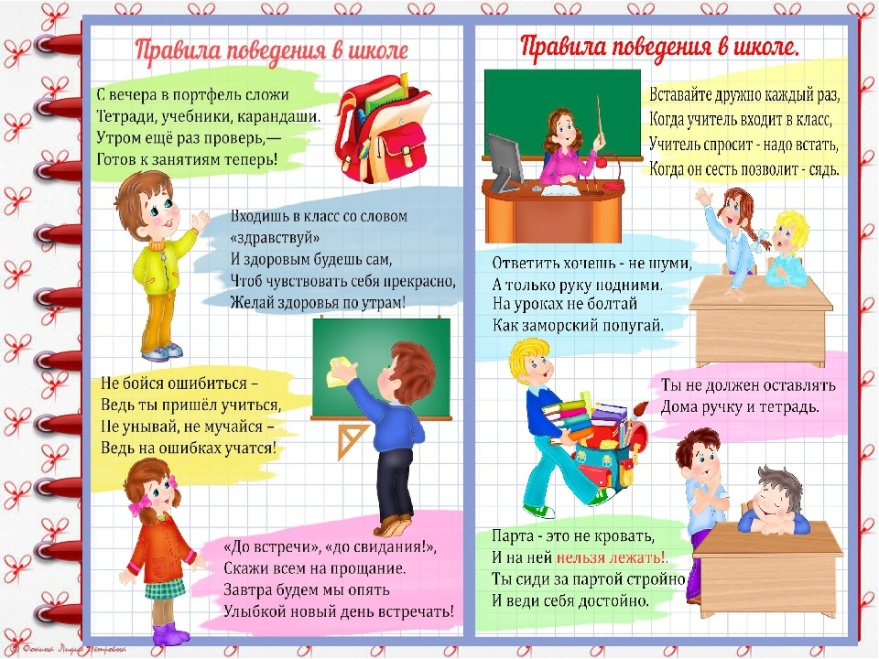 Правила поведения в школе
С вечера в портфель сложи
Тетради, учебники, карандаши.
Утром ещё раз проверь,—
Готов к занятиям теперь!
Входишь в класс со словом
«здравствуй»
И здоровым будешь сам,
Чтоб чувствовать себя прекрасно,
Желай здоровья по утрам!
Не бойся ошибиться –
Ведь ты пришёл учиться,
Не унывай, не мучайся –
Ведь на ошибках учатся!
«До встречи», «до свидания!»,
Скажи всем на прощание.
Завтра будем мы опять
Улыбкой новый день встречать!
Правила поведения в школе.
Вставайте дружно каждый раз,
Когда учитель входит в класс,
Учитель спросит - надо встать,
Когда он сесть позволит - сядь.
Ответить хочешь - не шуми,
А только руку подними.
На уроках не болтай
Как заморский попугай.
Ты не должен оставлять
Дома ручку и тетрадь.
Парта - это не кровать,
И на ней нельзя лежать!.
Ты сиди за партой стройно
И веди себя достойно.
Фокина Лидия Петровна